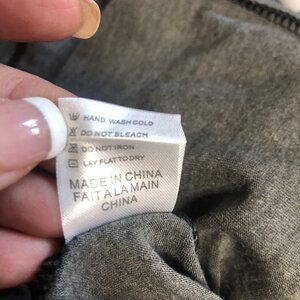 HAND WASH COLD
DO NOT BLEACH
DO NOT IRON
LAY FLAT TO DRY
MADE IN CHINA
FAIT A LA MAIN
CHINA